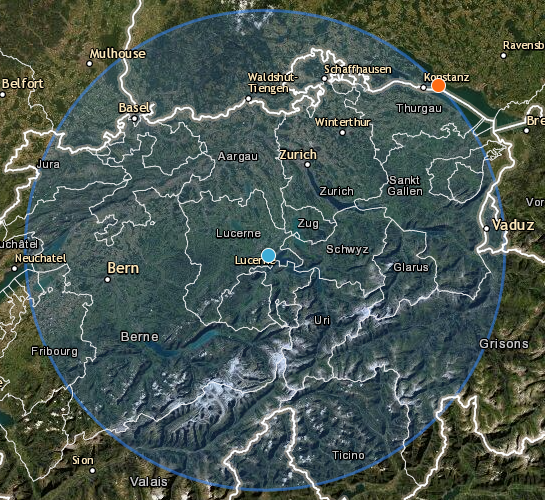 Mulhouse
Ravensb
Belfort
Schaffhausen
Waldshut-
Tiengen
Konstanz
Basel
Thurgau
Winterthur
Bre
Aargau
Zurich
Jura
Sankt
Gallen
Zurich
Vor
Zug
Vaduz
Lucerne
Schwyz
uchâtel
Neuchatel
Lucerne
Bern
Glarus
Uri
Berne
Grisons
Fribourg
e
Ticino
Sion
Valais